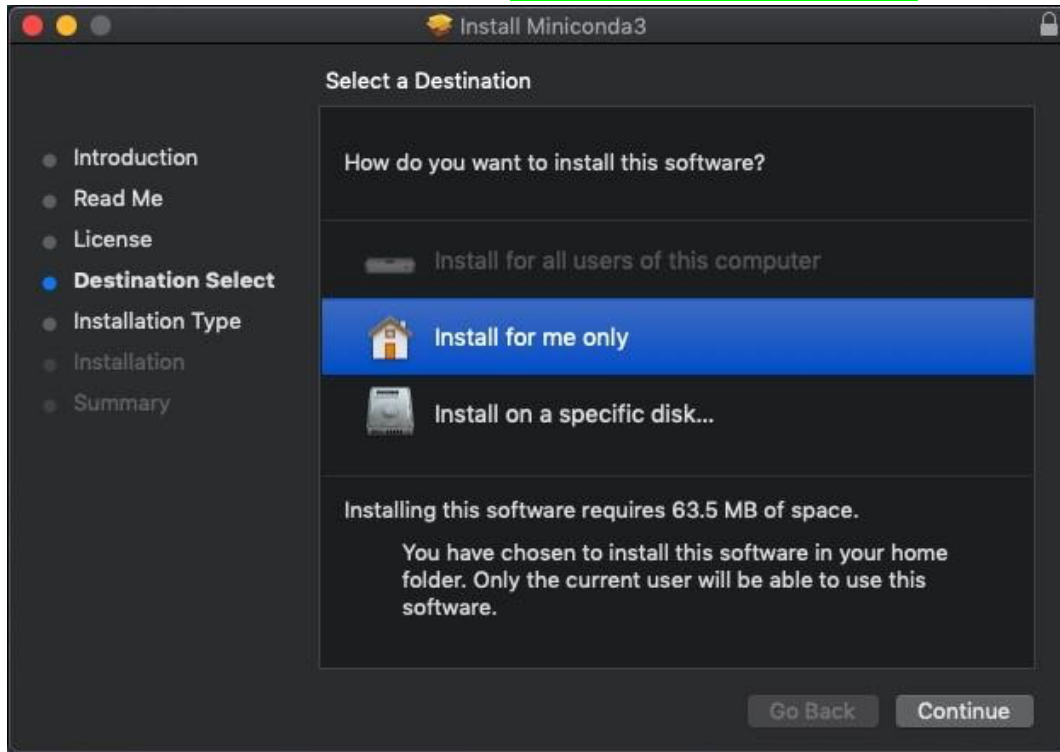 Install Miniconda3
Select a Destination
Introduction
Read Me
License
Destination Select
Installation Type
Installation
Summary
How do you want to install this software?
Install for all users of this computer
Install for me only
Install on a specific disk...
Installing this software requires 63.5 MB of space.
You have chosen to install this software in your home
folder. Only the current user will be able to use this
software.
Go Back
Continue